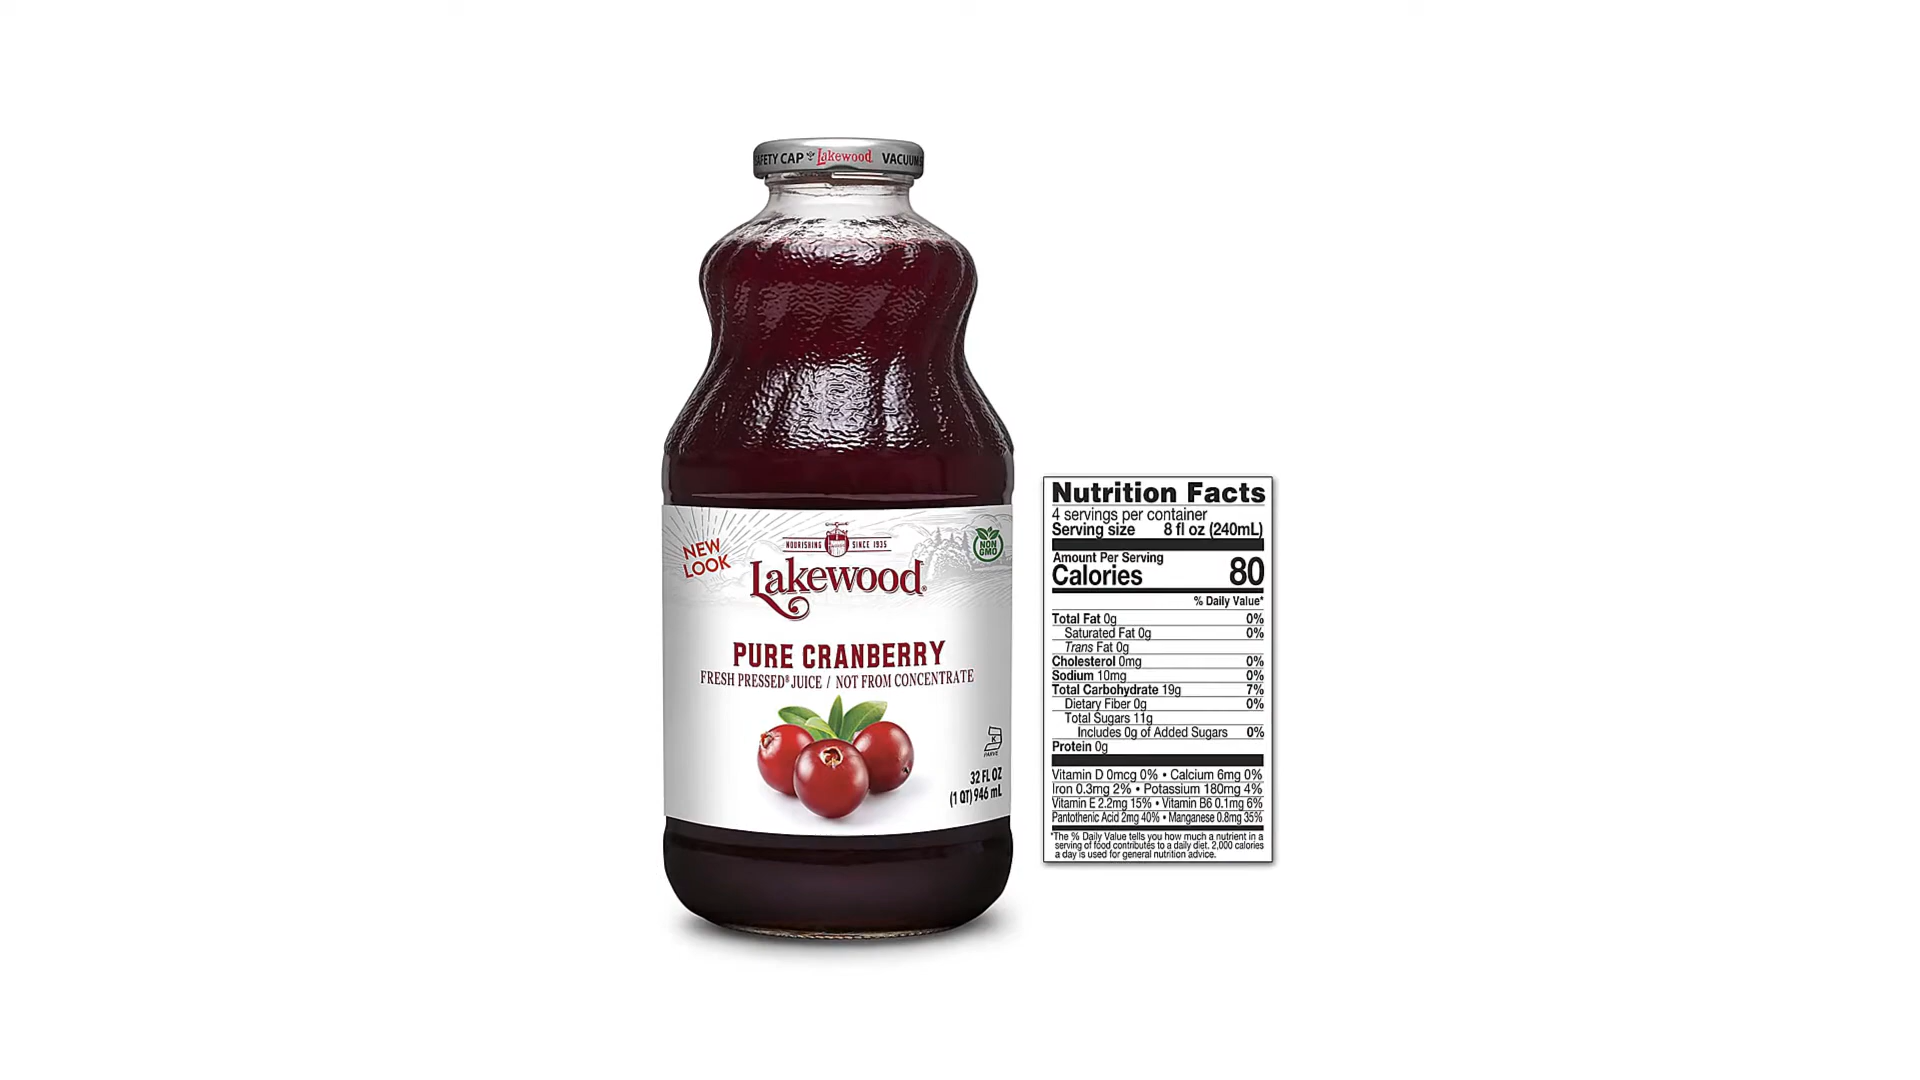 AFETY CAP Lakewood VACUUM
NEW
LOOK
NOURISHING SINCE 1935
NON
GMO
Lakewood®
PURE CRANBERRY
FRESH PRESSED® JUICE / NOT FROM CONCENTRATE
K
PARVE
32 FL OZ
(1 QT) 946 mL
Nutrition Facts
4 servings per container
Serving size 8 fl oz (240mL)
Amount Per Serving
Calories 80
% Daily Value*
Total Fat 0g 0%
Saturated Fat 0g 0%
Trans Fat 0g
Cholesterol 0mg 0%
Sodium 10mg 0%
Total Carbohydrate 19g 7%
Dietary Fiber 0g 0%
Total Sugars 11g
Includes 0g of Added Sugars 0%
Protein 0g
Vitamin D 0mcg 0% • Calcium 6mg 0%
Iron 0.3mg 2% • Potassium 180mg 4%
Vitamin E 2.2mg 15% • Vitamin B6 0.1mg 6%
Pantothenic Acid 2mg 40% • Manganese 0.8mg 35%
*The % Daily Value tells you how much a nutrient in a
serving of food contributes to a daily diet. 2,000 calories
a day is used for general nutrition advice.